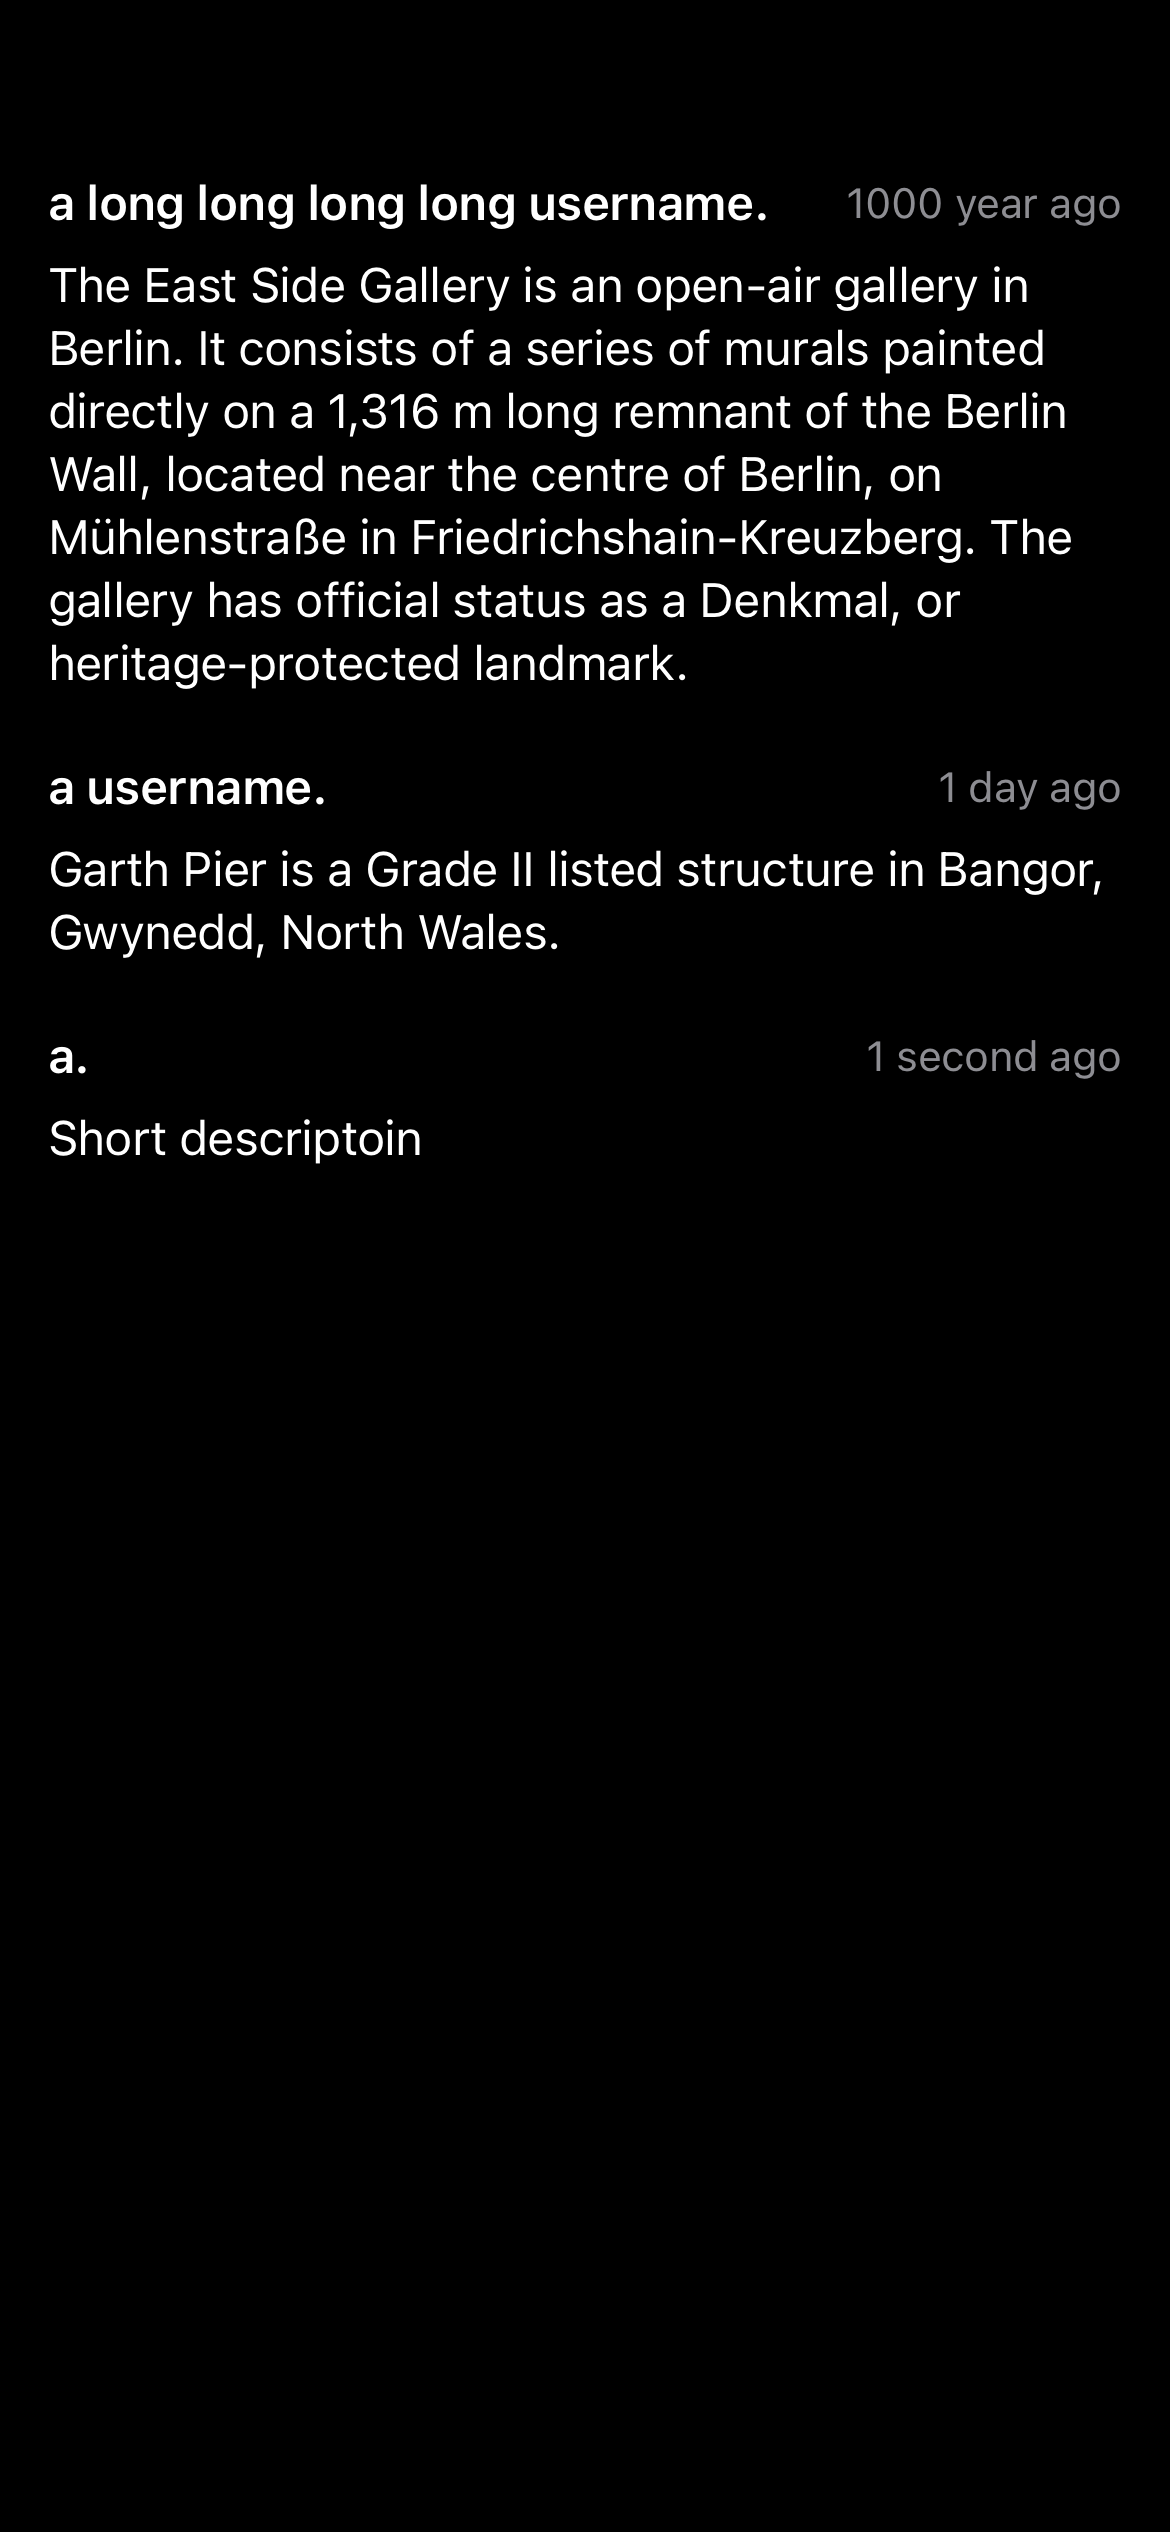 a long long long long username. 1000 year ago
The East Side Gallery is an open-air gallery in
Berlin. It consists of a series of murals painted
directly on a 1,316 m long remnant of the Berlin
Wall, located near the centre of Berlin, on
Mühlenstraße in Friedrichshain-Kreuzberg. The
gallery has official status as a Denkmal, or
heritage-protected landmark.
a username. 1 day ago
Garth Pier is a Grade II listed structure in Bangor,
Gwynedd, North Wales.
a. 1 second ago
Short descriptoin